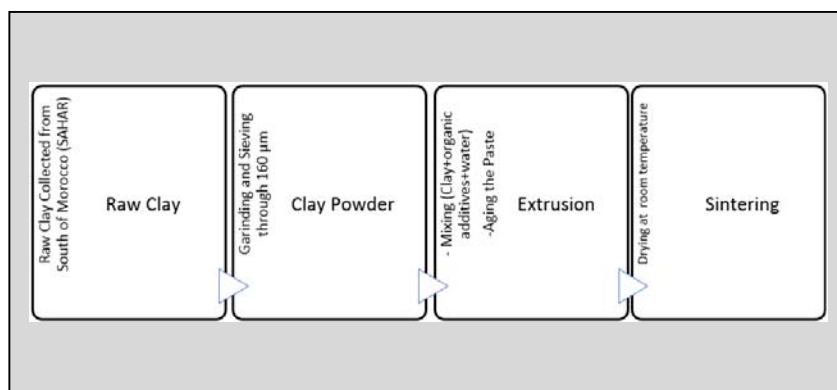 Raw Clay Collected from
South of Morocco (SAHAR)
Raw Clay
Garinding and Sieving
through 160 µm
Clay Powder
- Mixing (Clay+organic
additives+water)
-Aging the Paste
Extrusion
Drying at room temperature
Sintering